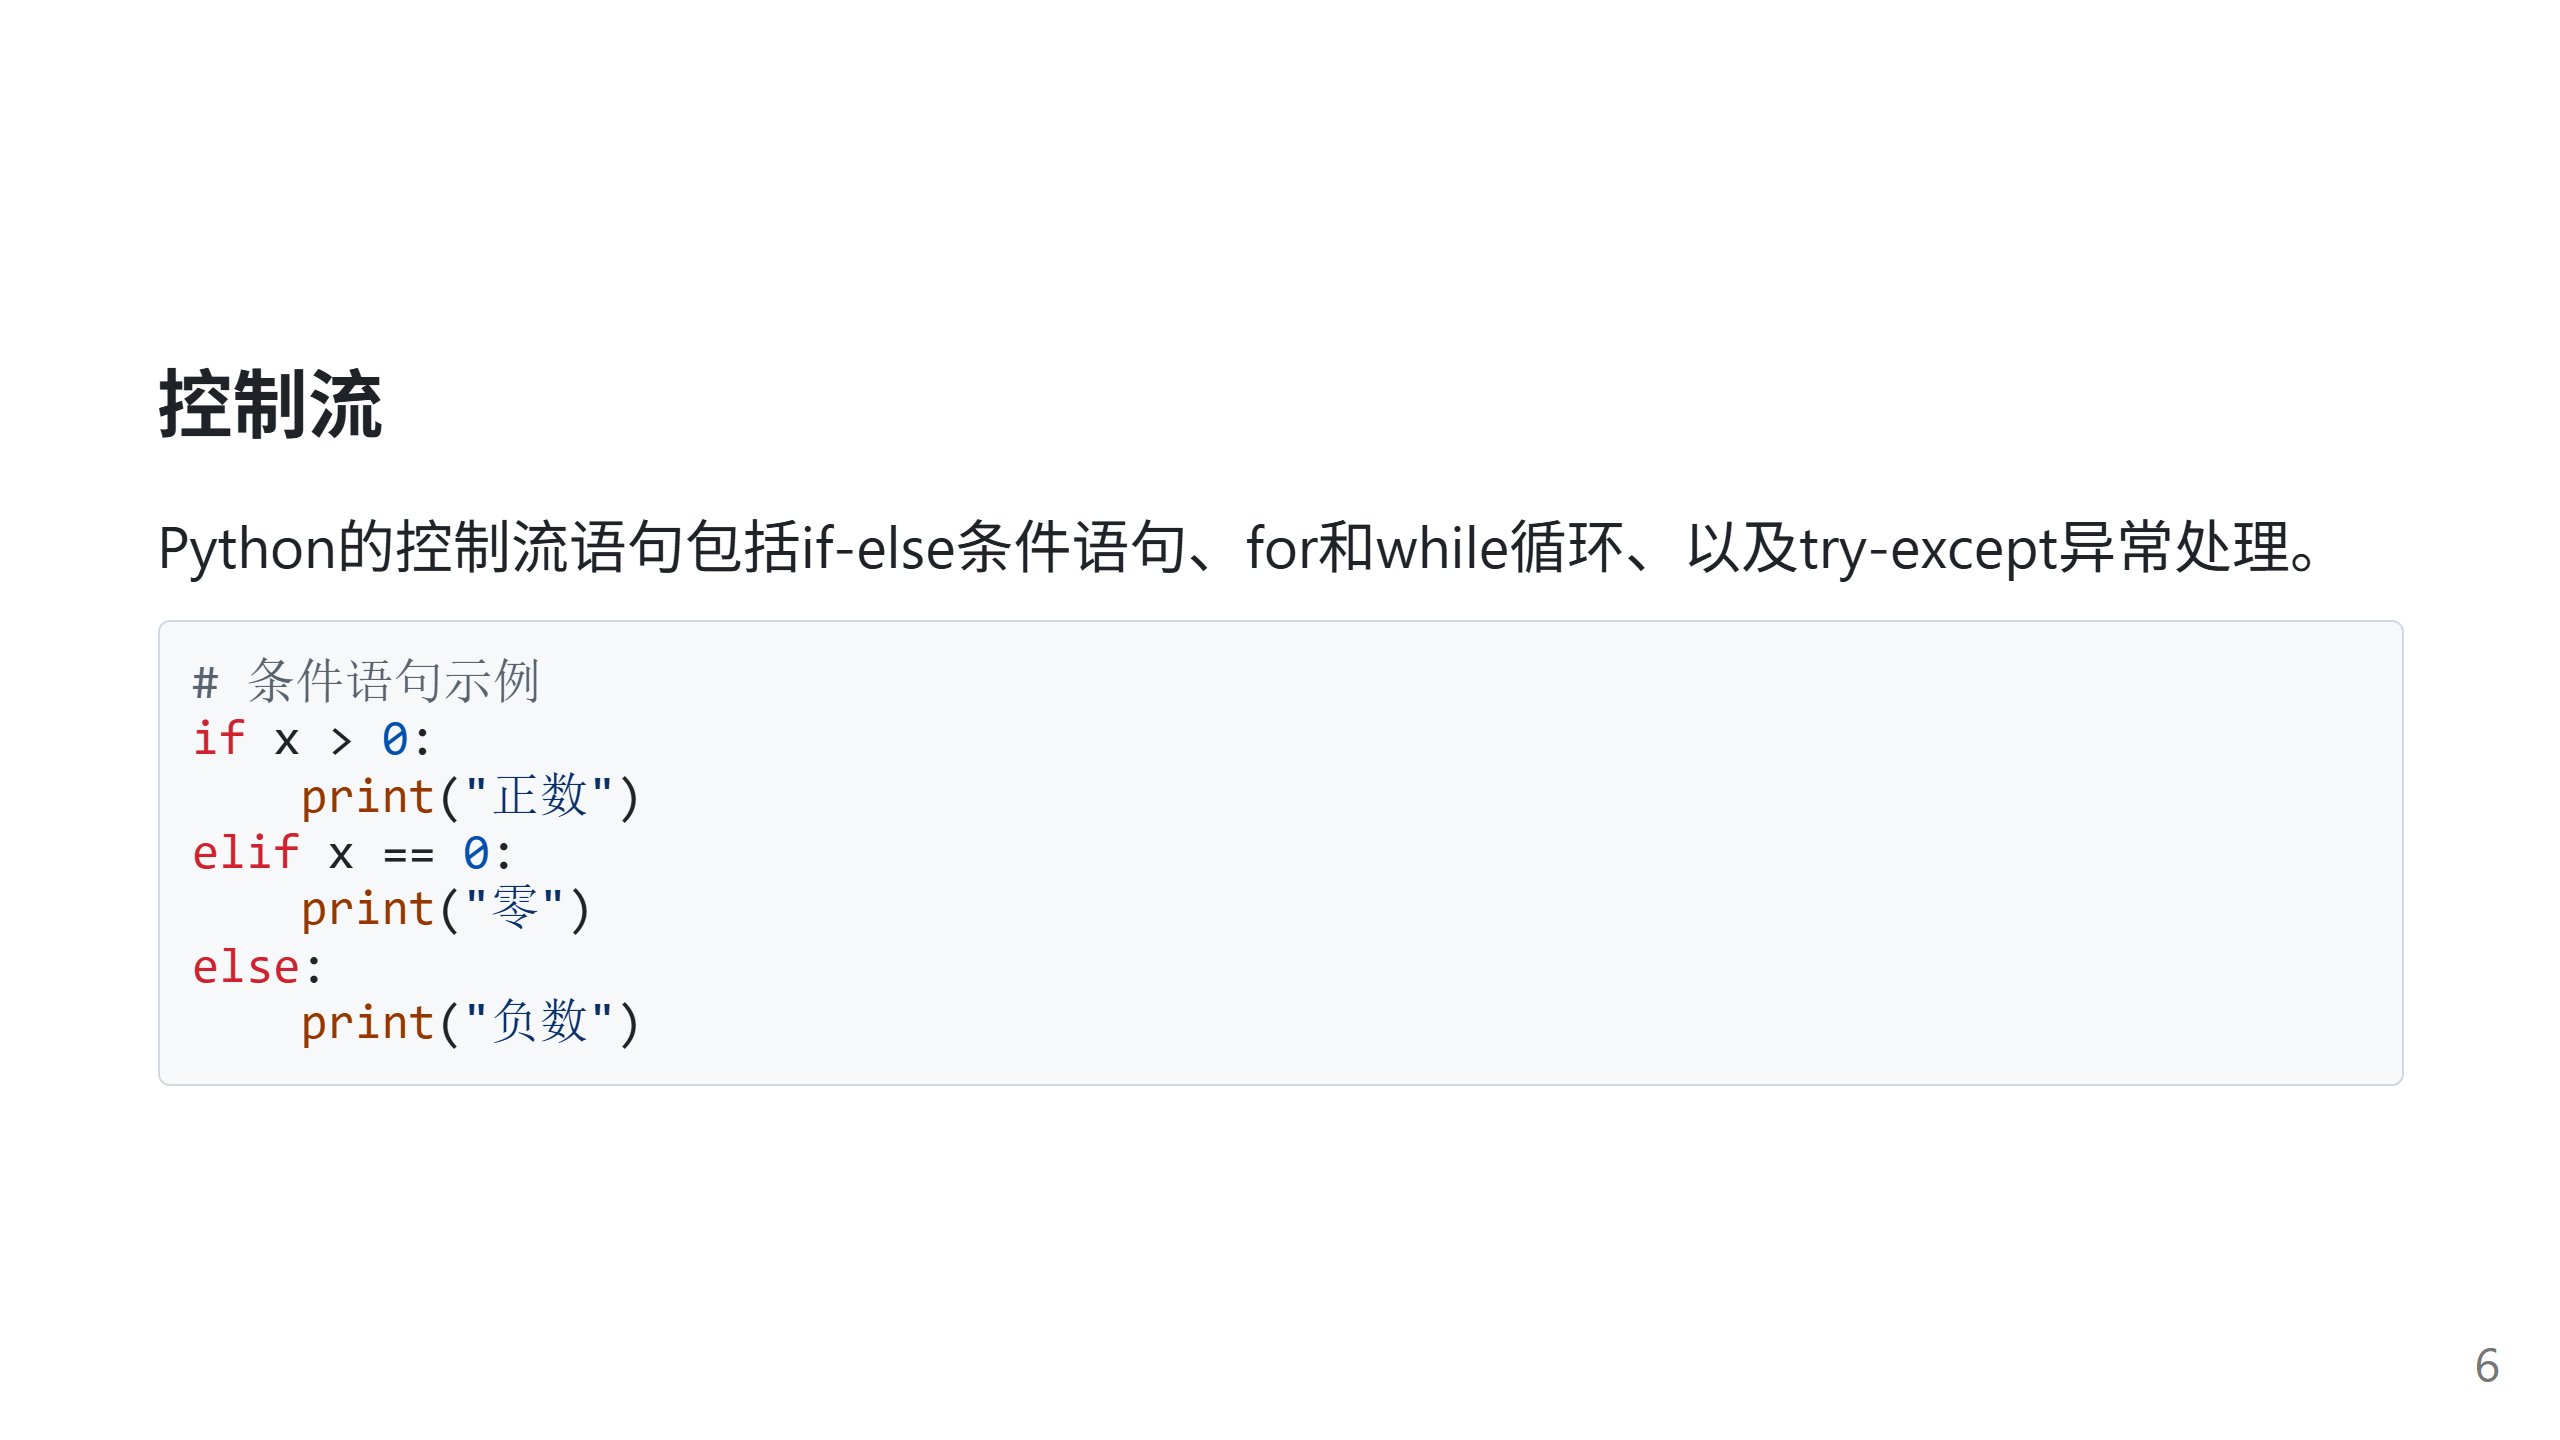 控制流
Python的控制流语句包括if-else条件语句、for和while循环、以及try-except异常处理。
# 条件语句示例
if x > 0:
    print("正数")
elif x == 0:
    print("零")
else:
    print("负数")
6